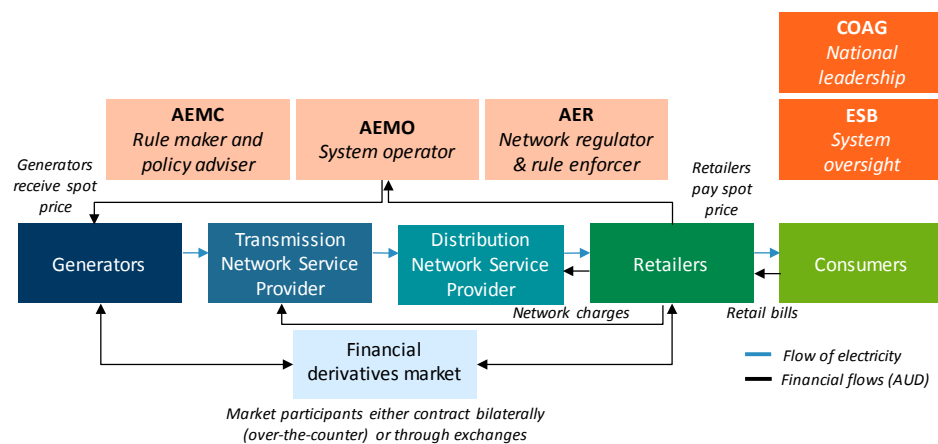 COAG
National
leadership
AEMC
Rule maker and
policy adviser
AEMO
System operator
AER
Network regulator
& rule enforcer
ESB
System
oversight
Generators
receive spot
price
Retailers
pay spot
price
Generators
Transmission
Network Service
Provider
Distribution
Network Service
Provider
Retailers
Consumers
Network charges
Retail bills
Financial
derivatives market
Flow of electricity
Financial flows (AUD)
Market participants either contract bilaterally
(over-the-counter) or through exchanges